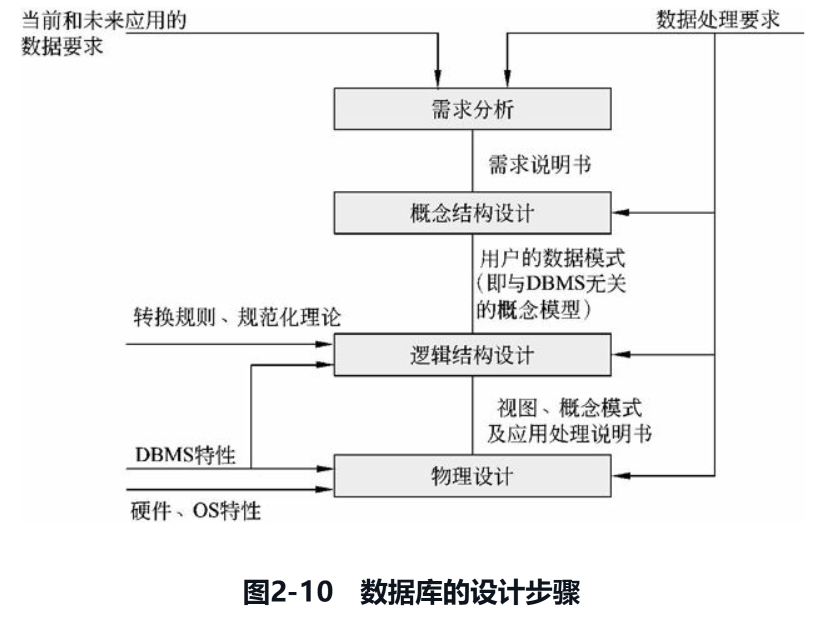 当前和未来应用的
数据要求
数据处理要求
需求分析
需求说明书
概念结构设计
用户的数据模式
（即与DBMS无关
的概念模型）
转换规则、规范化理论
逻辑结构设计
视图、概念模式
及应用处理说明书
DBMS特性
物理设计
硬件、OS特性
图2-10 数据库的设计步骤